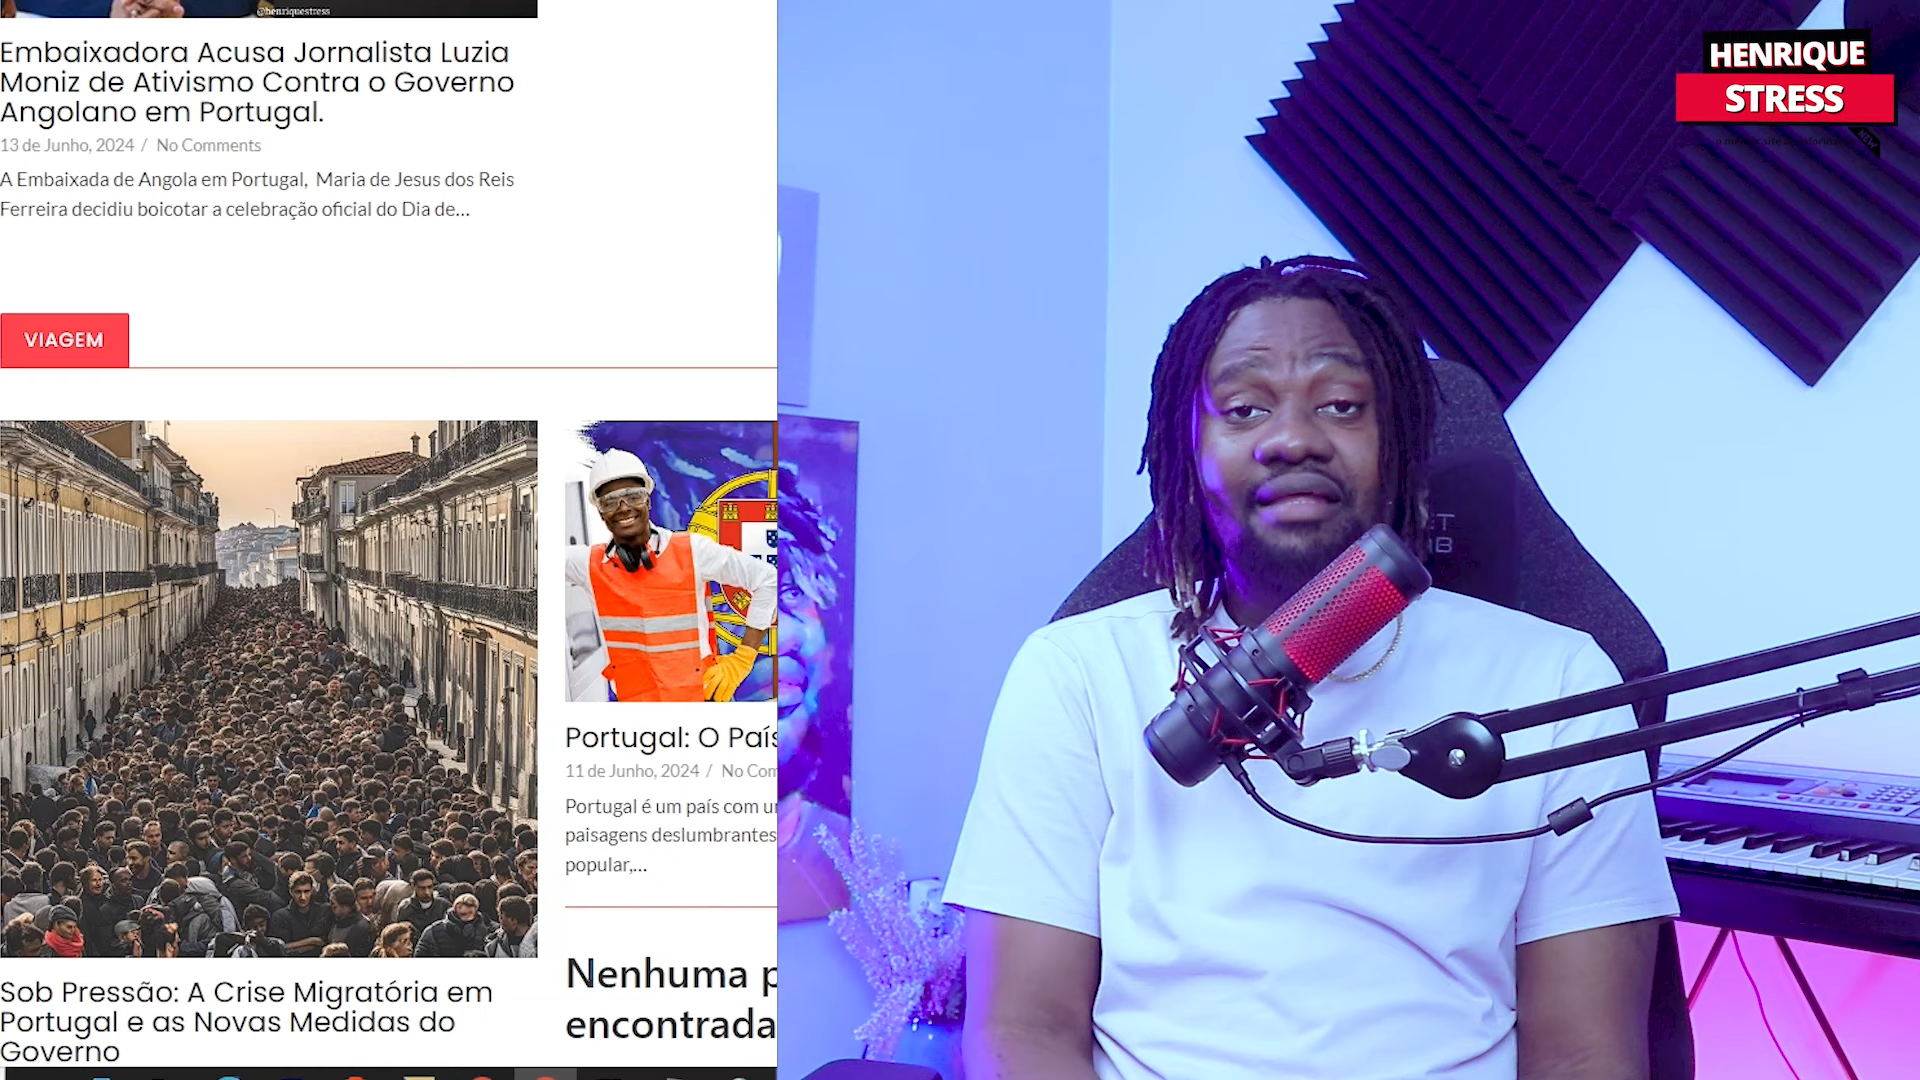 @henriquestress
Embaixadora Acusa Jornalista Luzia
Moniz de Ativismo Contra o Governo
Angolano em Portugal.
13 de Junho, 2024 / No Comments
A Embaixada de Angola em Portugal, Maria de Jesus dos Reis
Ferreira decidiu boicotar a celebração oficial do Dia de...
VIAGEM
Sob Pressão: A Crise Migratória em
Portugal e as Novas Medidas do
Governo
Portugal: O País
11 de Junho, 2024 / No Com
Portugal é um país com
paisagens deslumbrantes
popular,...
Nenhuma p
encontrada
HENRIQUE
STRESS
NEW